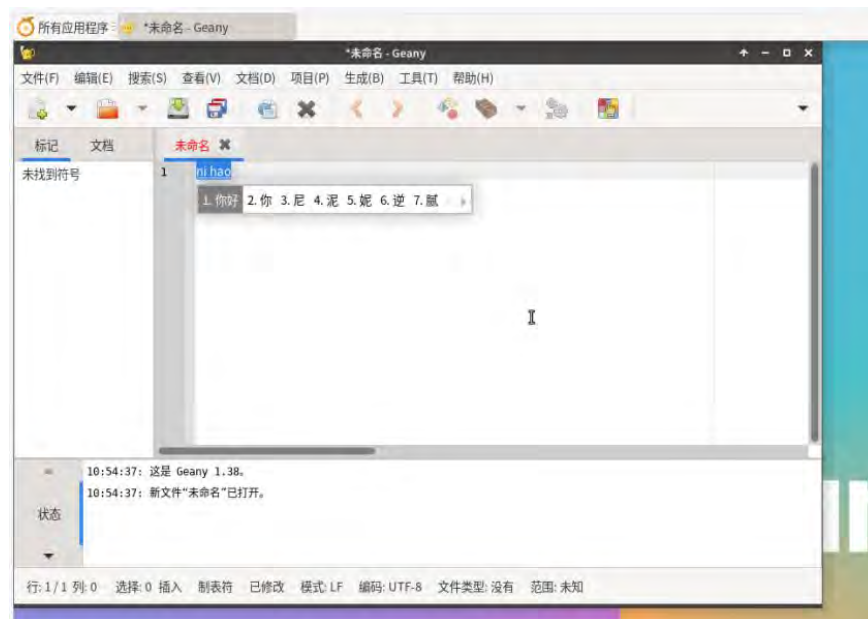 所有应用程序 *未命名 - Geany
*未命名 - Geany
文件(F) 编辑(E) 搜索(S) 查看(V) 文档(D) 项目(P) 生成(B) 工具(T) 帮助(H)
标记 文档 未命名
未找到符号 1 ni hao
1. 你好 2. 你 3. 尼 4. 泥 5. 妮 6. 逆 7. 腻
10:54:37: 这是 Geany 1.38。
10:54:37: 新文件“未命名”已打开。
状态
行: 1 / 1 列: 0 选择: 0 插入 制表符 已修改 模式: LF 编码: UTF-8 文件类型: 没有 范围: 未知